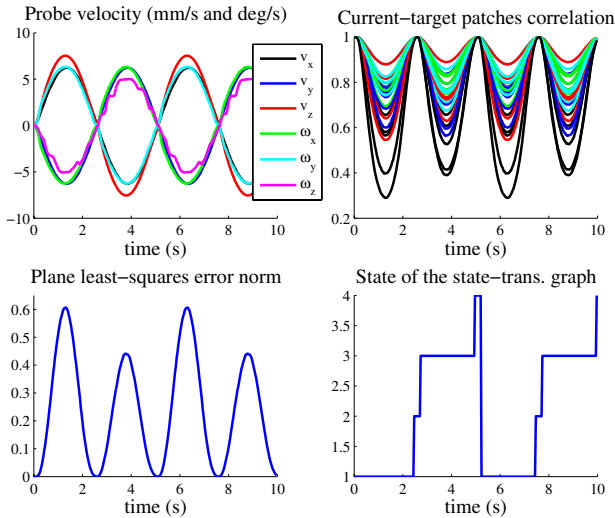 Probe velocity (mm/s and deg/s)
10
5
0
−5
−10
0 2 4 6 8 10
time (s)
v_x
v_y
v_z
ω_x
ω_y
ω_z
Current−target patches correlation
1
0.8
0.6
0.4
0.2
0 2 4 6 8 10
time (s)
Plane least−squares error norm
0.6
0.5
0.4
0.3
0.2
0.1
0
0 2 4 6 8 10
time (s)
State of the state−trans. graph
4
3.5
3
2.5
2
1.5
1
0 2 4 6 8 10
time (s)